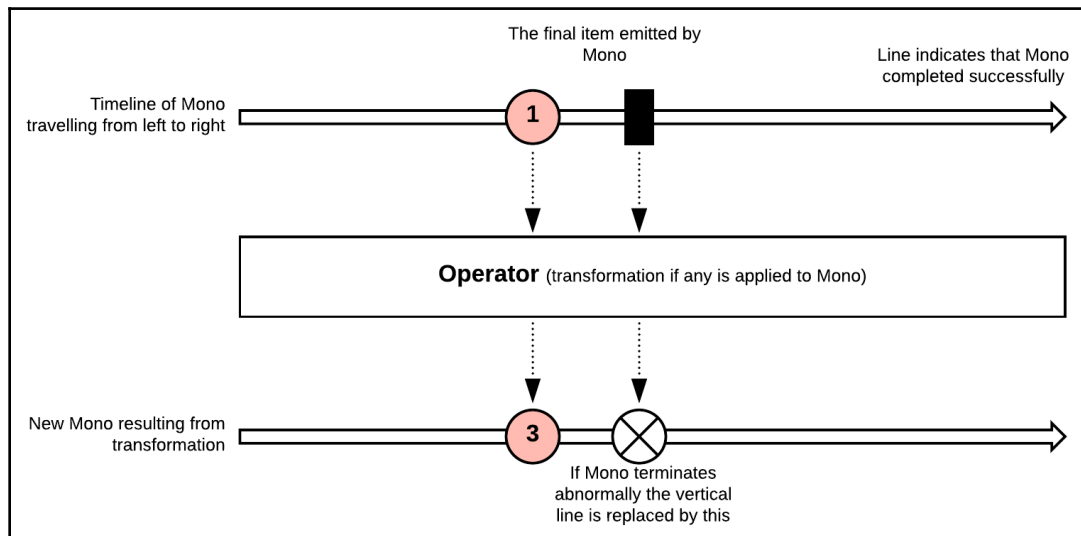 The final item emitted by
Mono
Line indicates that Mono
completed successfully
Timeline of Mono
travelling from left to right
1
Operator (transformation if any is applied to Mono)
New Mono resulting from
transformation
3
If Mono terminates
abnormally the vertical
line is replaced by this